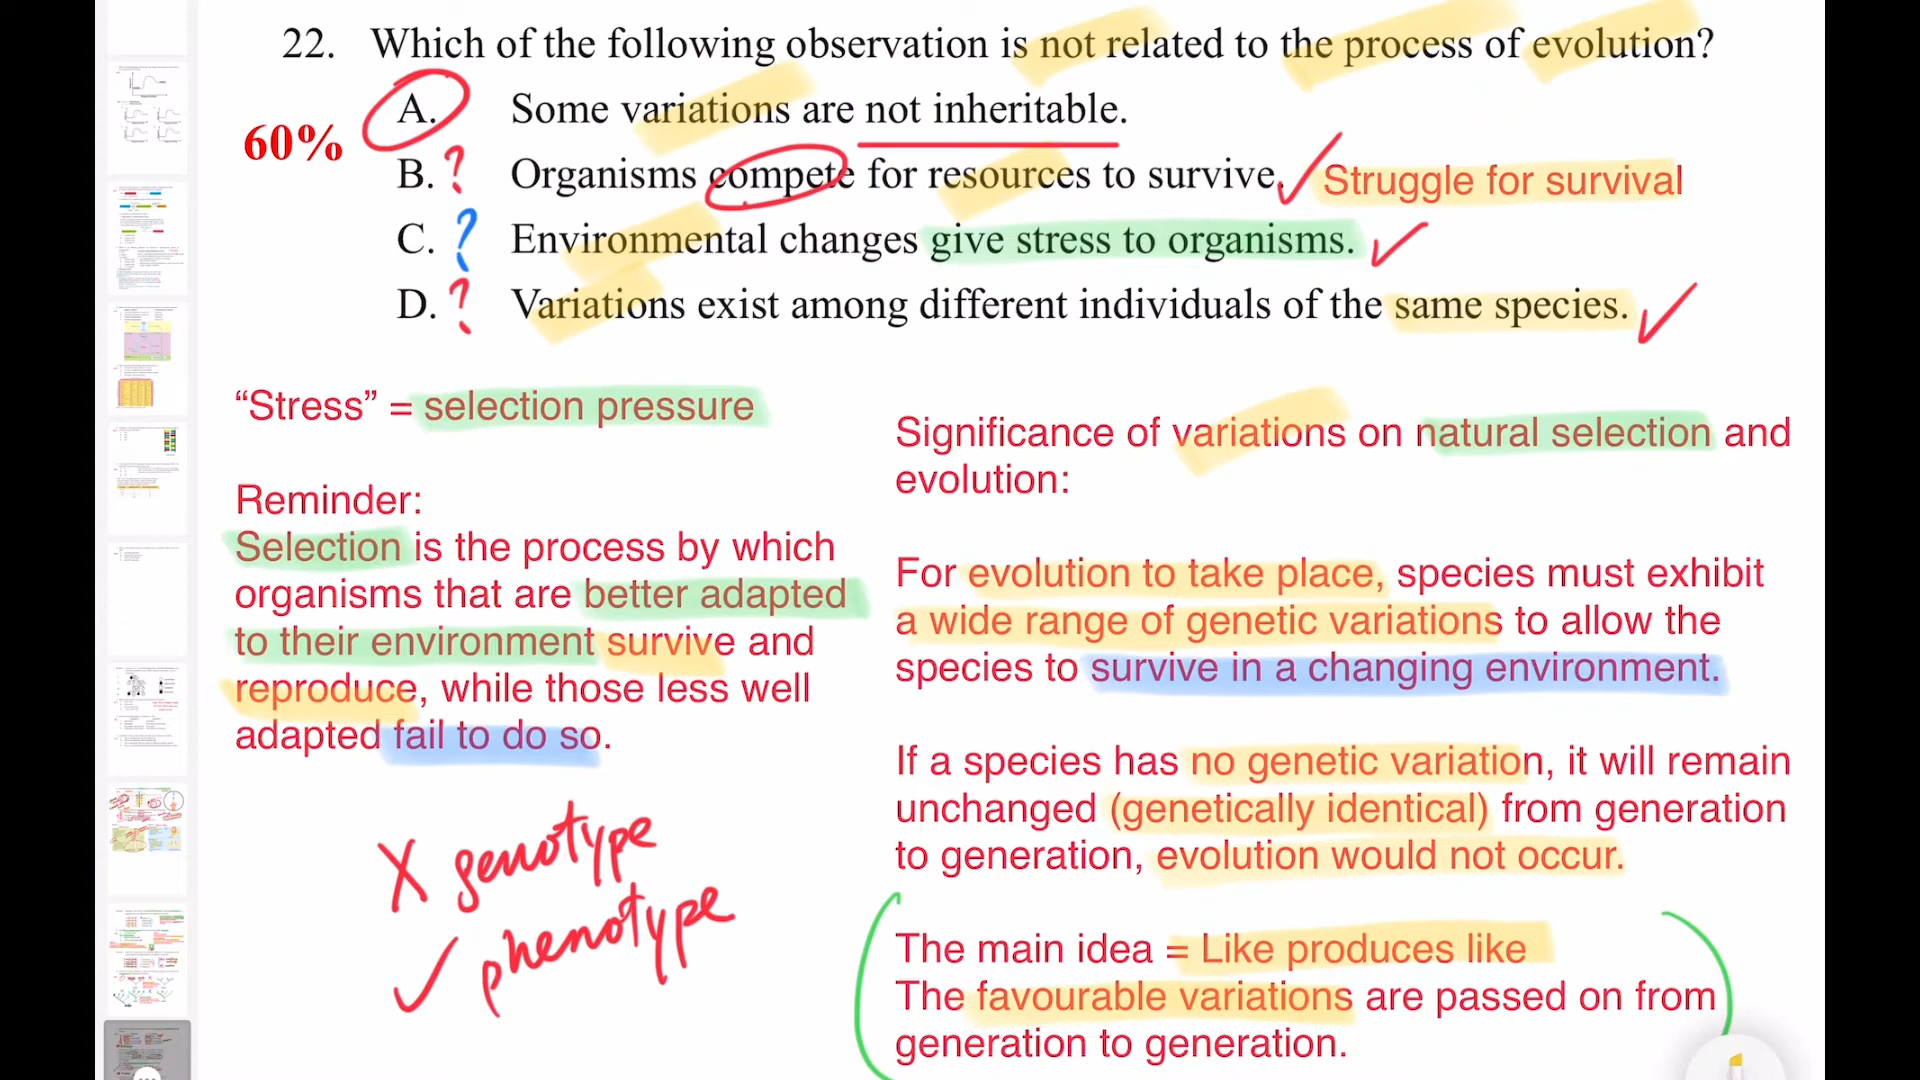 22. Which of the following observation is not related to the process of evolution?
60%
A. Some variations are not inheritable.
B. ? Organisms compete for resources to survive. Struggle for survival
C. ? Environmental changes give stress to organisms.
D. ? Variations exist among different individuals of the same species.
“Stress” = selection pressure
Reminder:
Selection is the process by which
organisms that are better adapted
to their environment survive and
reproduce, while those less well
adapted fail to do so.
X genotype
✓ phenotype
Significance of variations on natural selection and
evolution:
For evolution to take place, species must exhibit
a wide range of genetic variations to allow the
species to survive in a changing environment.
If a species has no genetic variation, it will remain
unchanged (genetically identical) from generation
to generation, evolution would not occur.
The main idea = Like produces like
The favourable variations are passed on from
generation to generation.